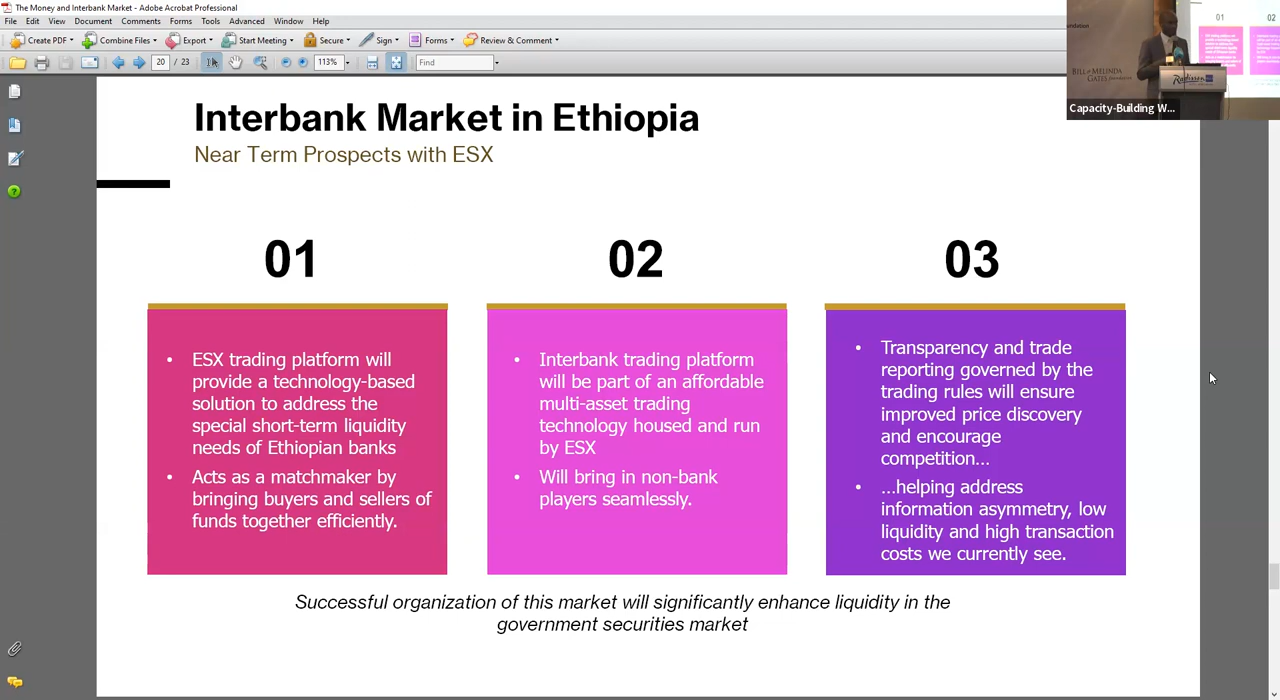 The Money and Interbank Market - Adobe Acrobat Professional
File Edit View Document Comments Forms Tools Advanced Window Help
Create PDF Combine Files Export Start Meeting Secure Sign Forms Review & Comment
20 / 23 113% Find
01 02
BILL & MELINDA
GATES foundation
Radisson
Capacity-Building W...
Interbank Market in Ethiopia
Near Term Prospects with ESX
01
• ESX trading platform will
provide a technology-based
solution to address the
special short-term liquidity
needs of Ethiopian banks
• Acts as a matchmaker by
bringing buyers and sellers of
funds together efficiently.
02
• Interbank trading platform
will be part of an affordable
multi-asset trading
technology housed and run
by ESX
• Will bring in non-bank
players seamlessly.
03
• Transparency and trade
reporting governed by the
trading rules will ensure
improved price discovery
and encourage
competition...
• ...helping address
information asymmetry, low
liquidity and high transaction
costs we currently see.
Successful organization of this market will significantly enhance liquidity in the
government securities market